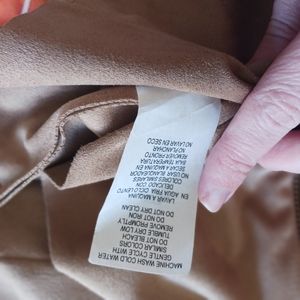 MACHINE WASH COLD WATER
GENTLE CYCLE WITH
SIMILAR COLORS
DO NOT BLEACH
TUMBLE DRY LOW
REMOVE PROMPTLY
DO NOT IRON
DO NOT DRY CLEAN
LAVAR A MAQUINA
EN AGUA FRIA CICLO LENTO
DELICADO CON
COLORES SIMILARES
NO USAR BLANQUEADOR
SECAR A MAQUINA EN
BAJA TEMPERATURA
REMOVER PRONTO
NO PLANCHAR
NO LAVAR EN SECO